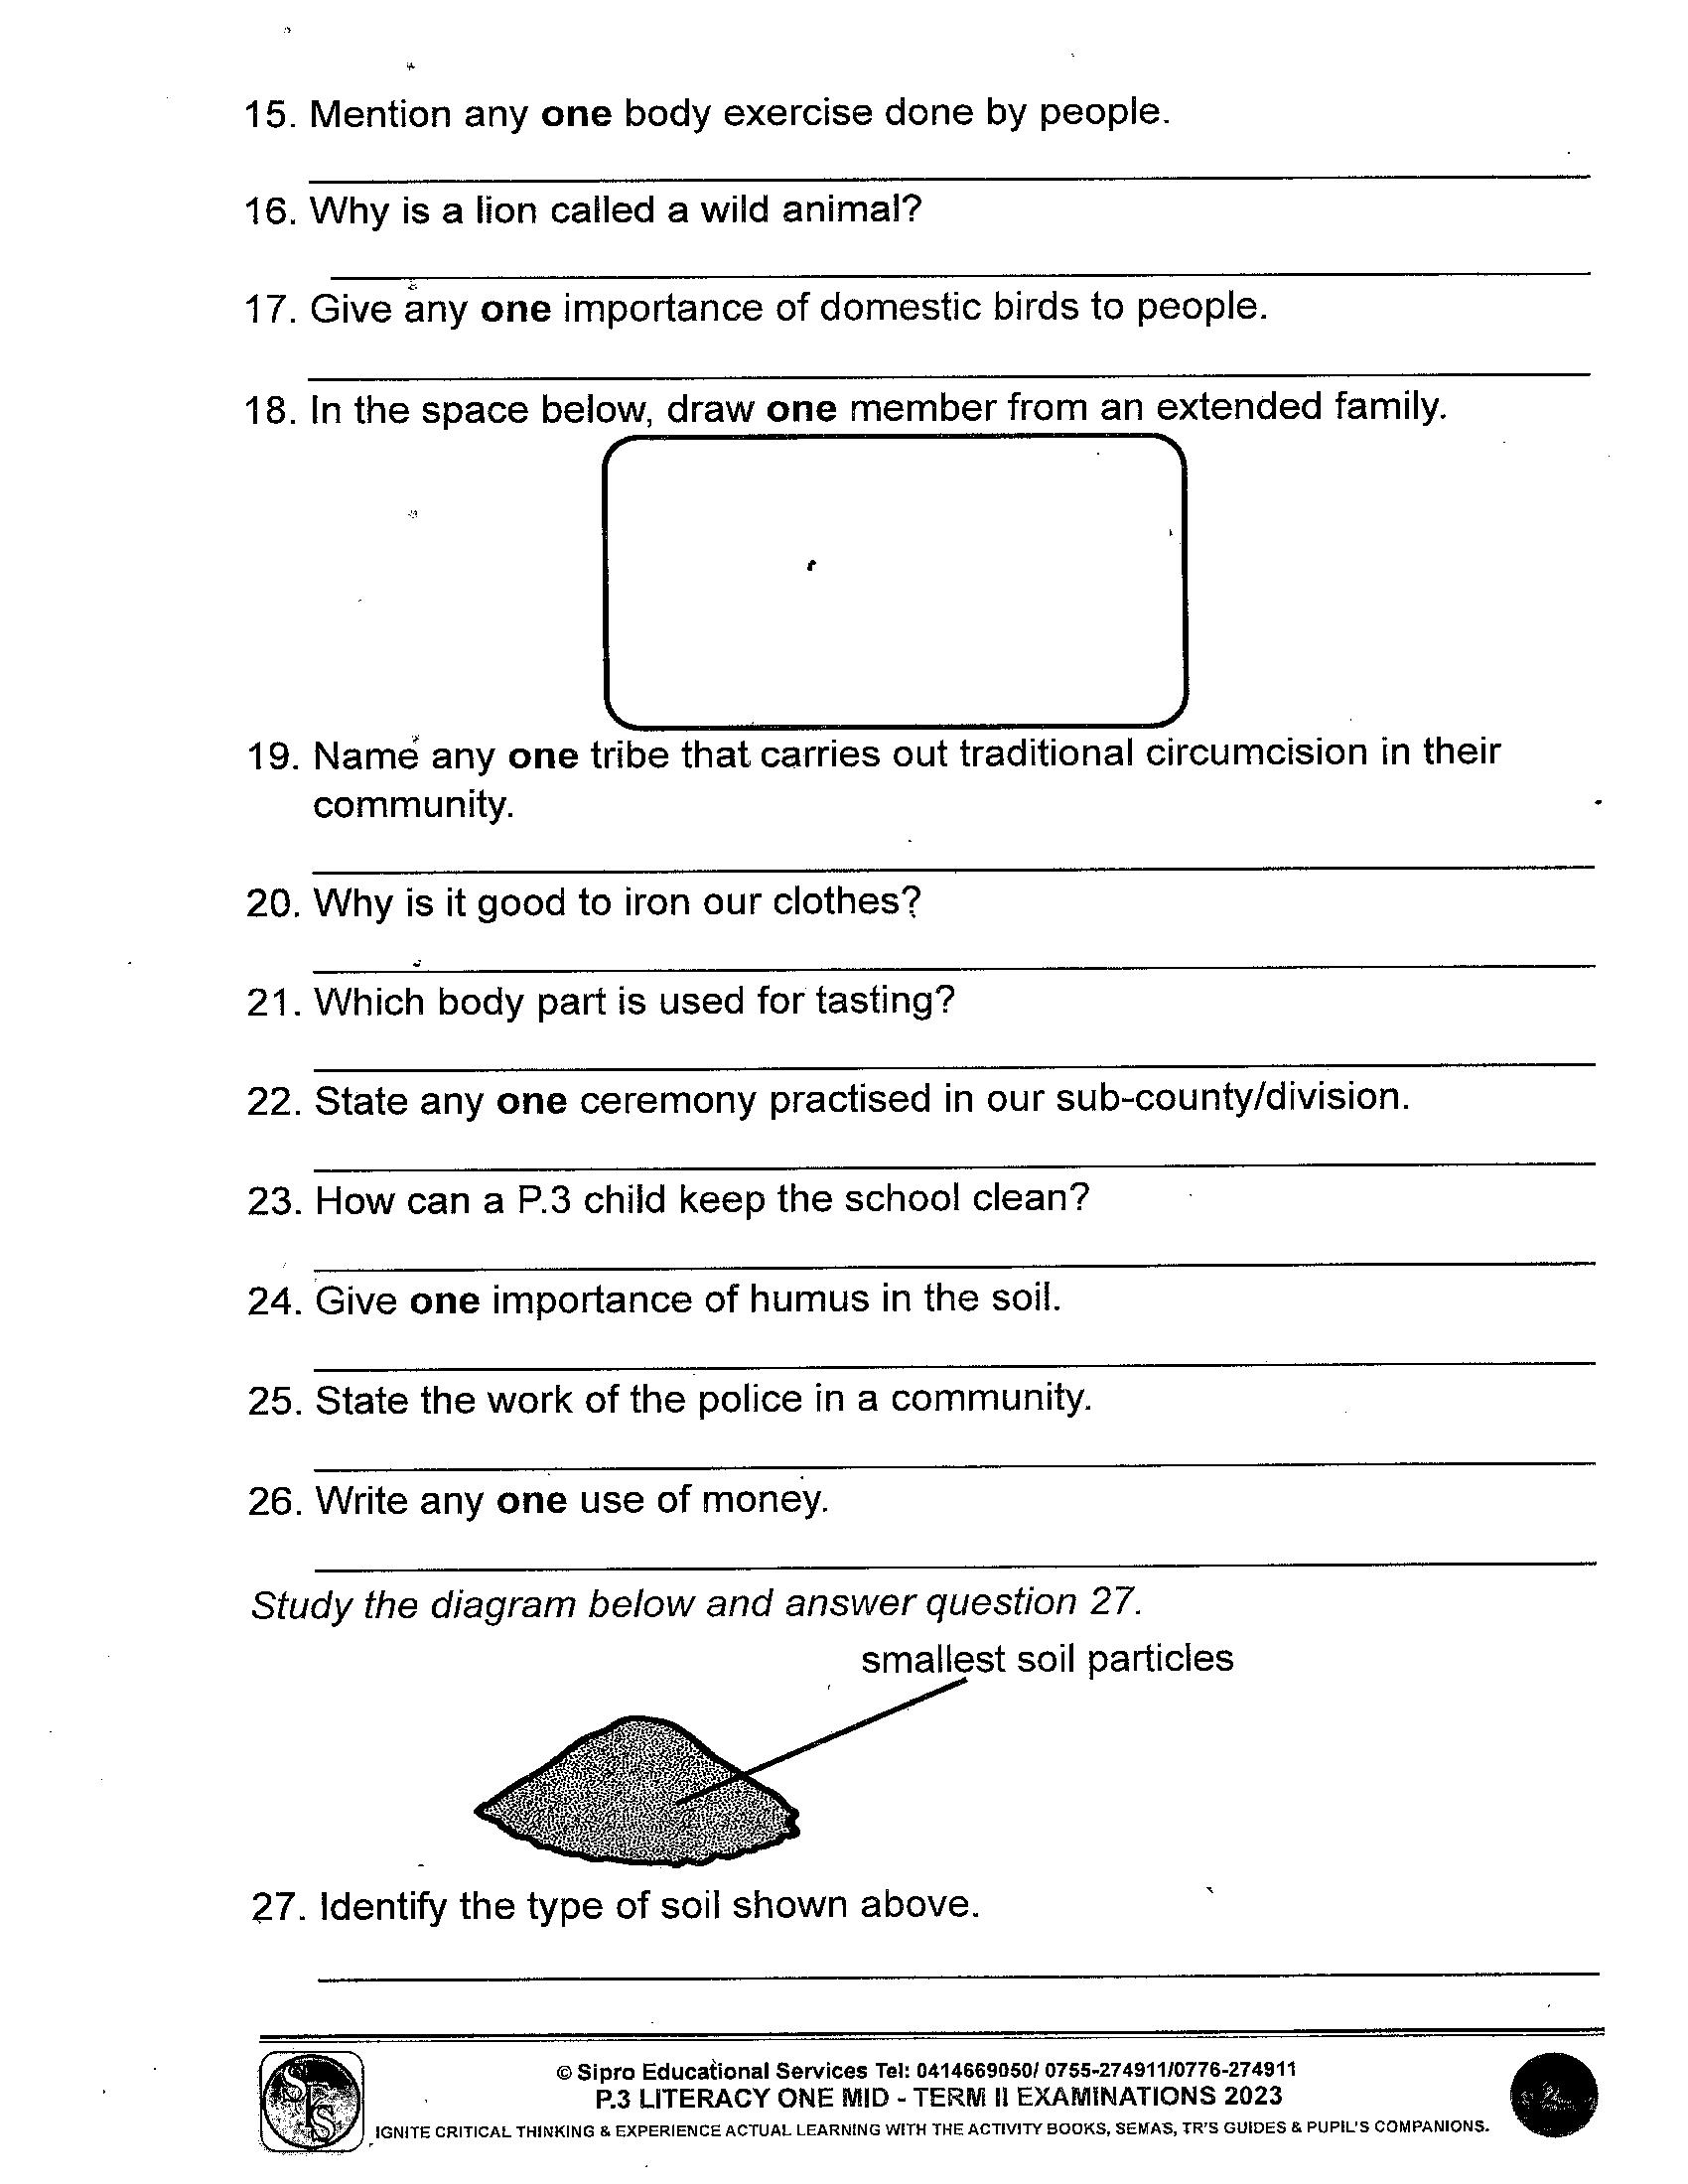 15. Mention any one body exercise done by people.
16. Why is a lion called a wild animal?
17. Give any one importance of domestic birds to people.
18. In the space below, draw one member from an extended family.
19. Name any one tribe that carries out traditional circumcision in their
community.
20. Why is it good to iron our clothes?
21. Which body part is used for tasting?
22. State any one ceremony practised in our sub-county/division.
23. How can a P.3 child keep the school clean?
24. Give one importance of humus in the soil.
25. State the work of the police in a community.
26. Write any one use of money.
Study the diagram below and answer question 27.
smallest soil particles
27. Identify the type of soil shown above.
© Sipro Educational Services Tel: 0414669050/ 0755-274911/0776-274911
P.3 LITERACY ONE MID - TERM II EXAMINATIONS 2023
IGNITE CRITICAL THINKING & EXPERIENCE ACTUAL LEARNING WITH THE ACTIVITY BOOKS, SEMAS, TR'S GUIDES & PUPIL'S COMPANIONS.
SES